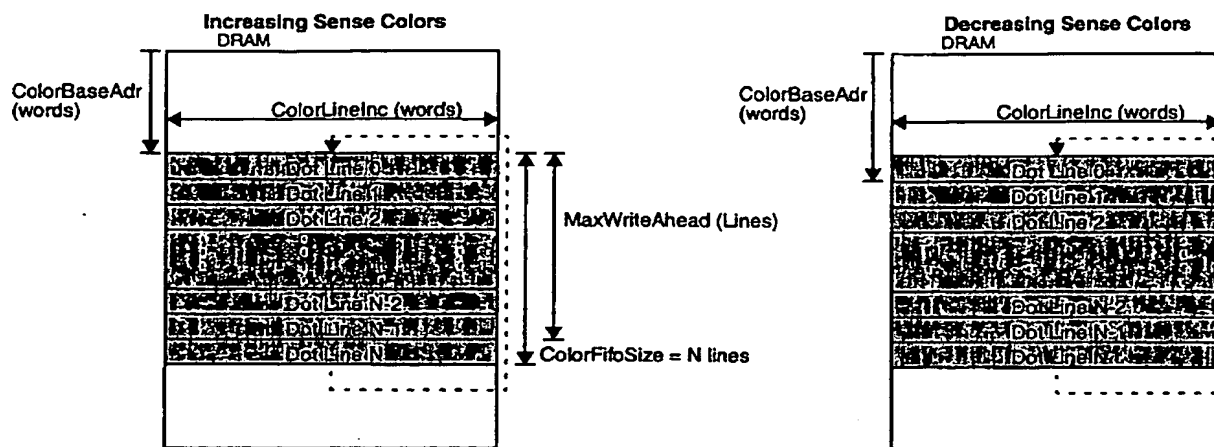 Increasing Sense Colors
DRAM
ColorBaseAdr
(words)
ColorLineInc (words)
Dot Line 0
Dot Line 1
Dot Line 2
Dot Line N-2
Dot Line N-1
Dot Line N
MaxWriteAhead (Lines)
ColorFifoSize = N lines
Decreasing Sense Colors
DRAM
ColorBaseAdr
(words)
ColorLineInc (words)
Dot Line 0
Dot Line 1
Dot Line 2
Dot Line N-2
Dot Line N-1
Dot Line N